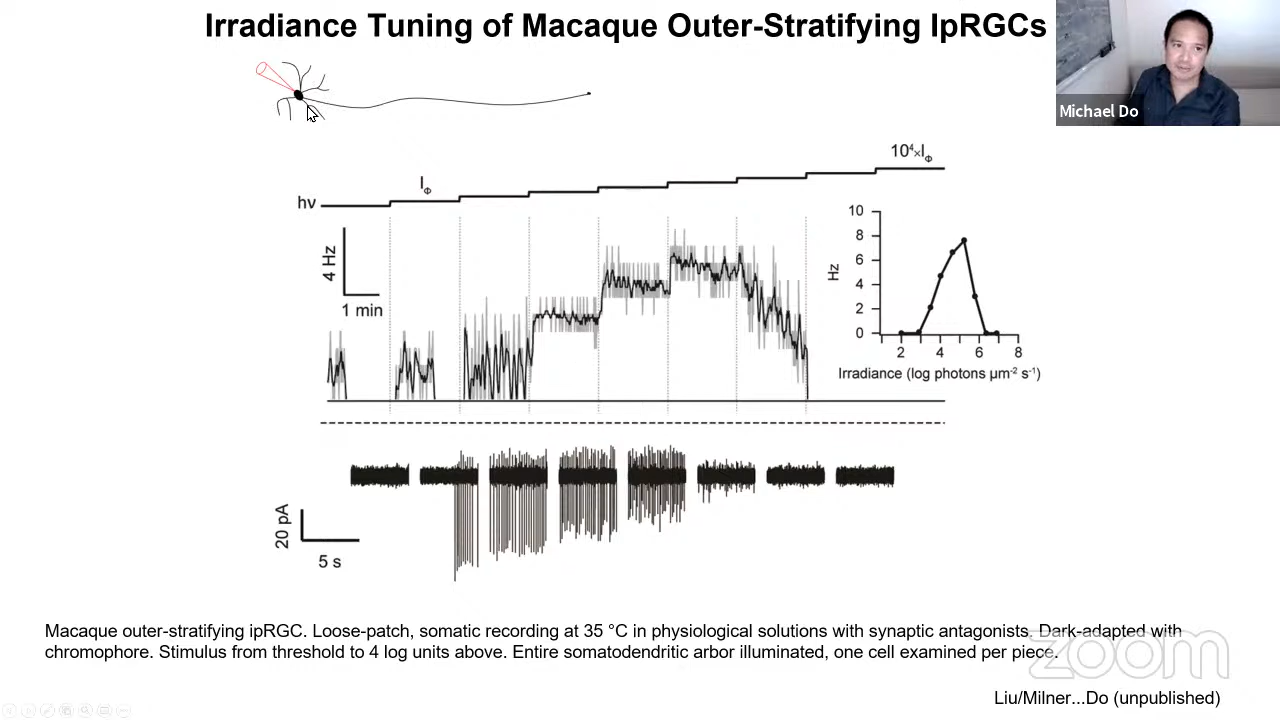 Irradiance Tuning of Macaque Outer-Stratifying IpRGCs
Michael Do
hν
IΦ
10⁴×IΦ
4 Hz
1 min
Hz
10
8
6
4
2
0
2 4 6 8
Irradiance (log photons µm⁻² s⁻¹)
20 pA
5 s
Macaque outer-stratifying ipRGC. Loose-patch, somatic recording at 35 °C in physiological solutions with synaptic antagonists. Dark-adapted with
chromophore. Stimulus from threshold to 4 log units above. Entire somatodendritic arbor illuminated, one cell examined per piece.
zoom
Liu/Milner...Do (unpublished)